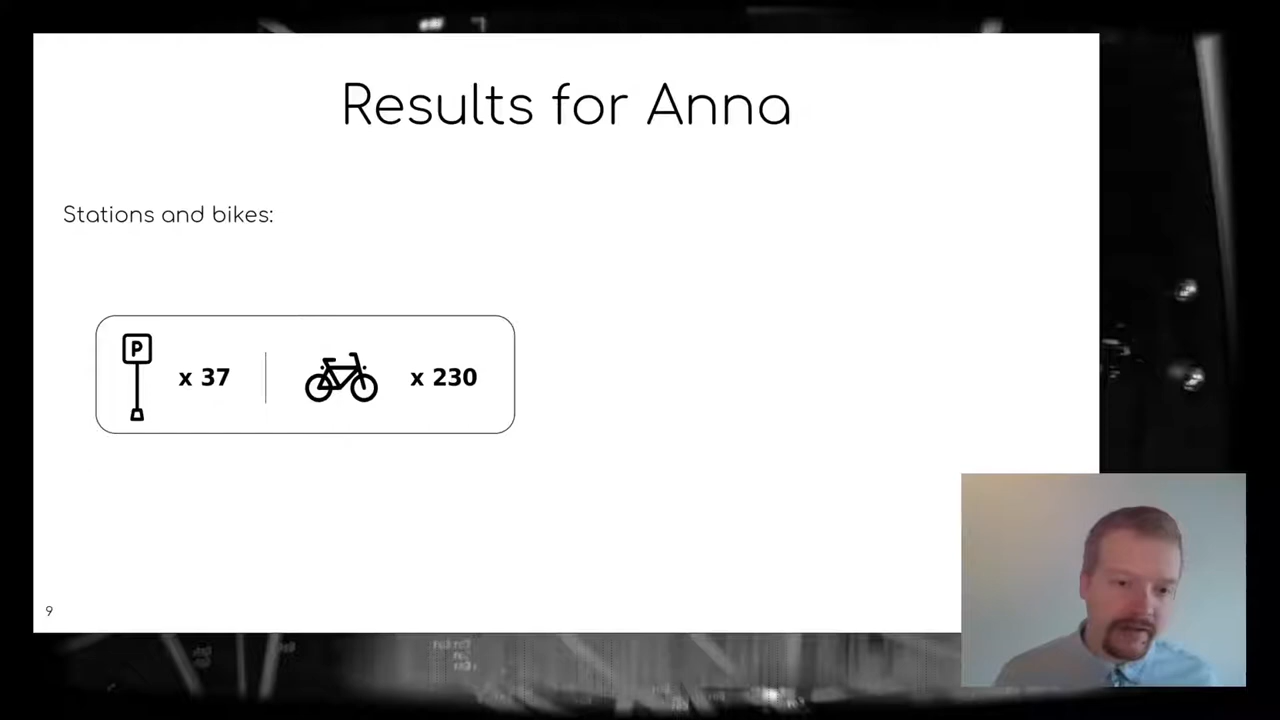 Results for Anna
Stations and bikes:
P
x 37
x 230
9